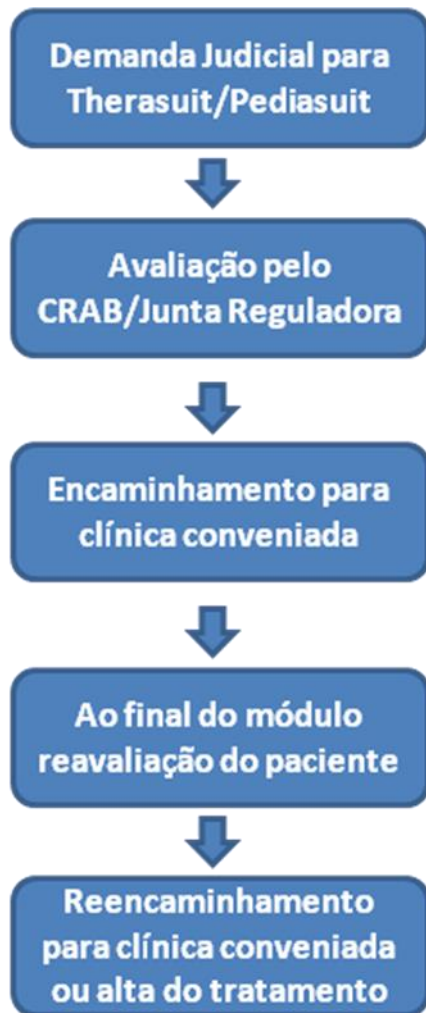 Demanda Judicial para
Therasuit/Pediasuit
Avaliação pelo
CRAB/Junta Reguladora
Encaminhamento para
clínica conveniada
Ao final do módulo
reavaliação do paciente
Reencaminhamento
para clínica conveniada
ou alta do tratamento